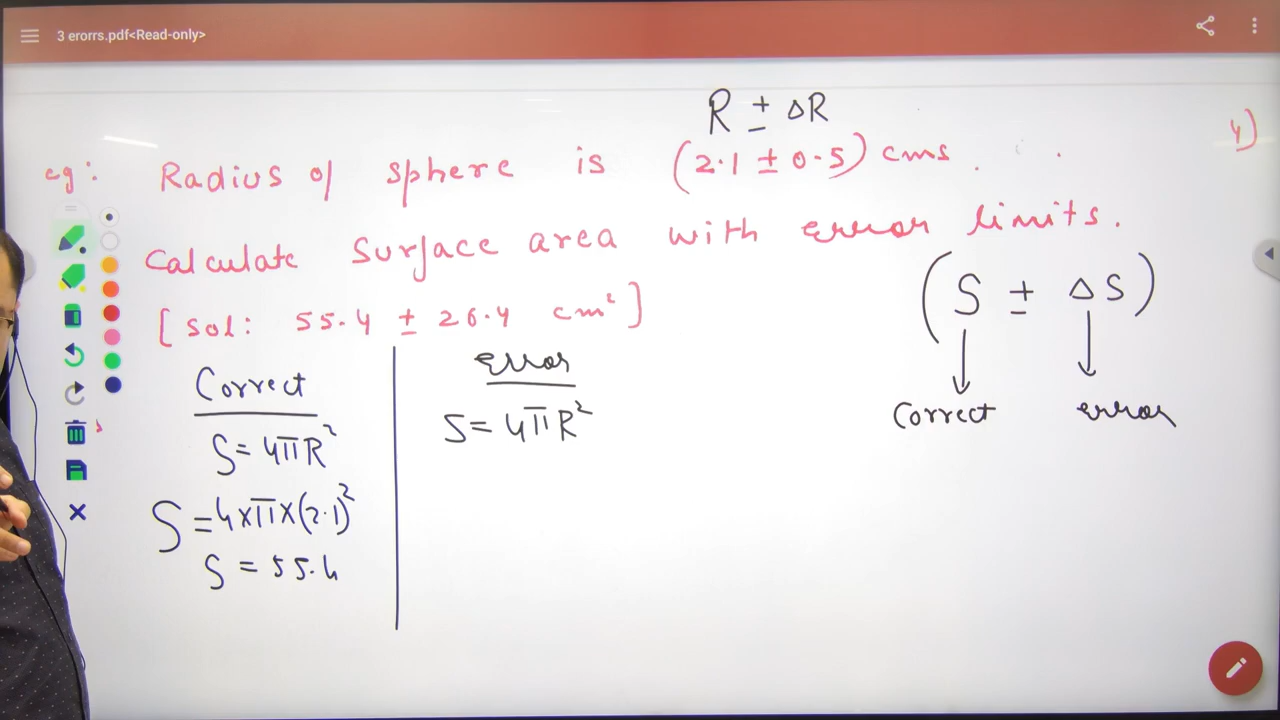 3 erorrs.pdf<Read-only>
R ± ΔR
4)
eg: Radius of sphere is (2.1 ± 0.5) cms.
Calculate Surface area with error limits.
[Sol: 55.4 ± 26.4 cm²]
(S ± ΔS)
Correct
error
Correct
S = 4πR²
S = 4×π×(2.1)²
S = 55.4
error
S = 4πR²